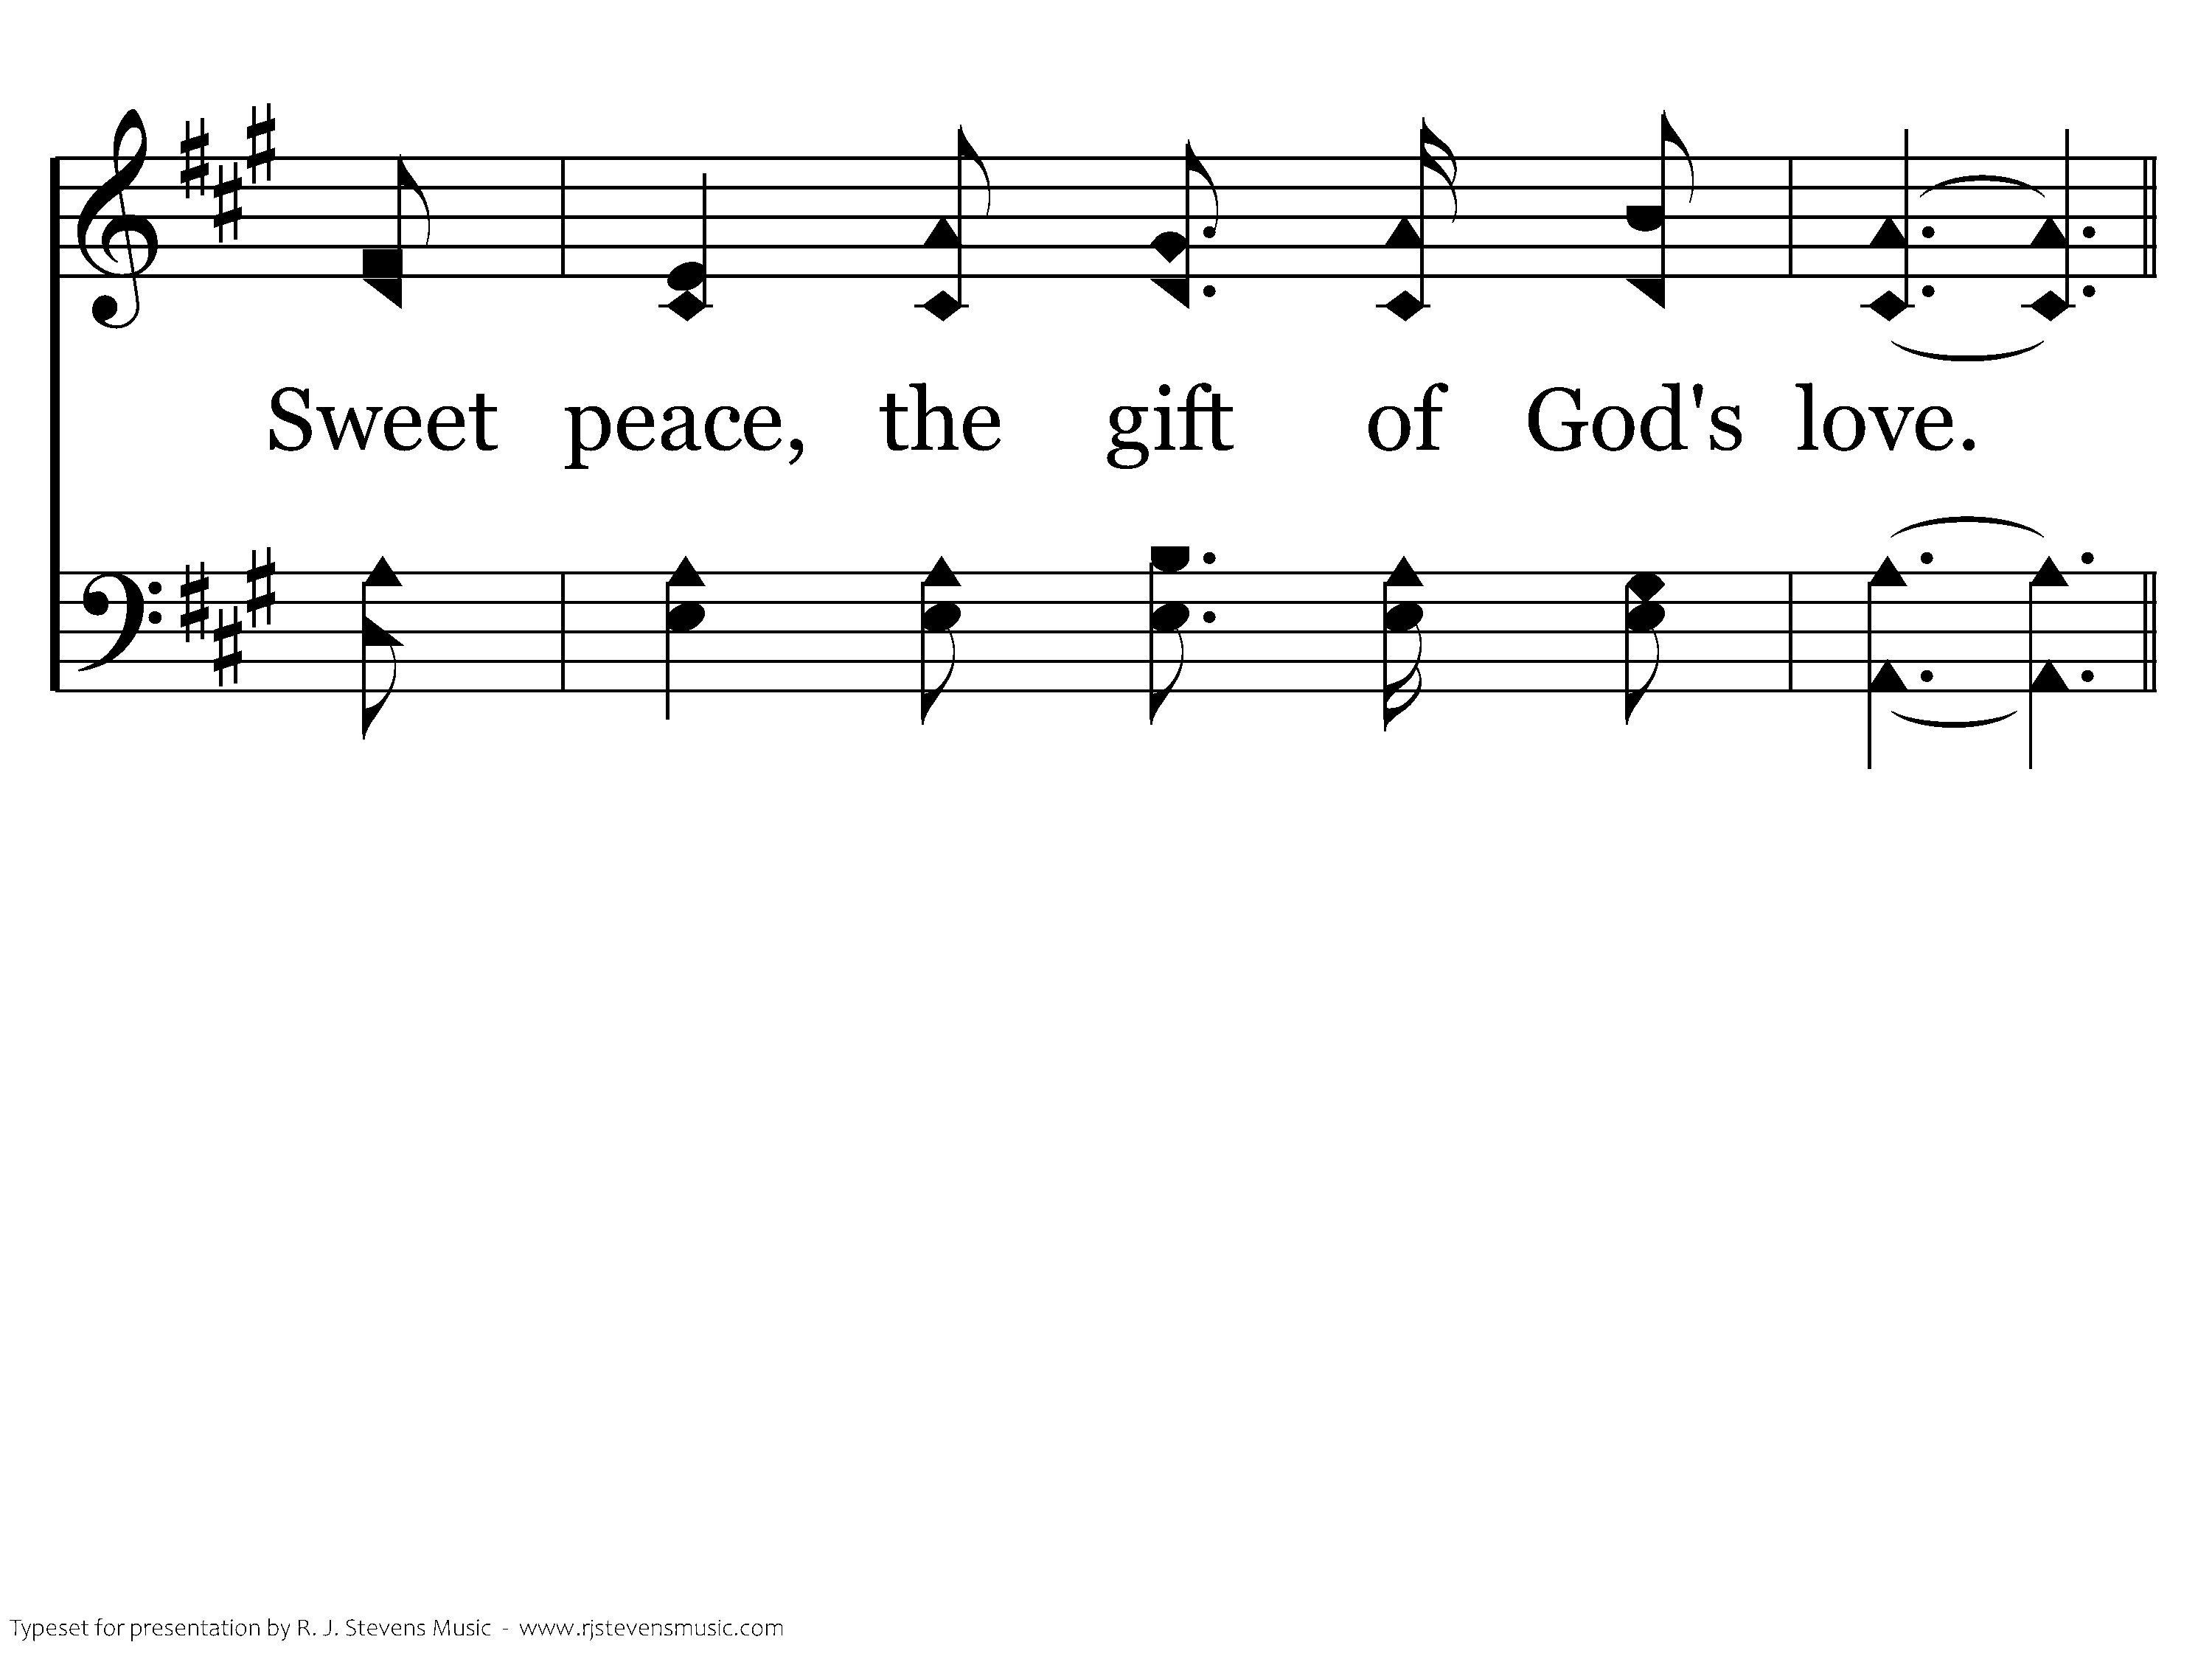 Sweet peace, the gift of God's love.
Typeset for presentation by R. J. Stevens Music - www.rjstevensmusic.com